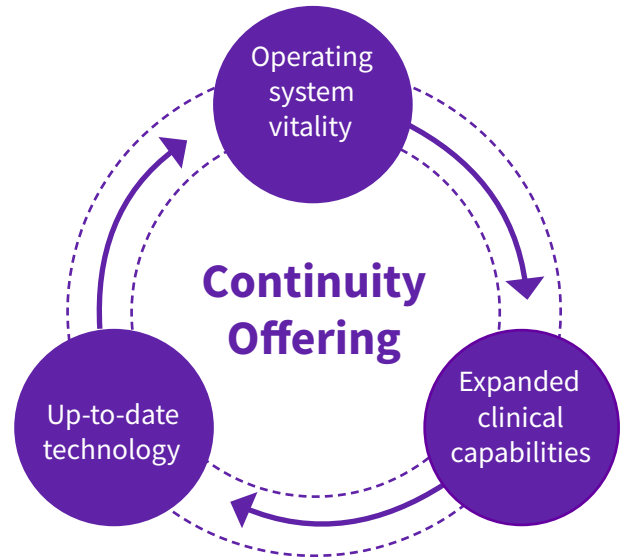 Operating
system
vitality
Continuity
Offering
Expanded
clinical
capabilities
Up-to-date
technology